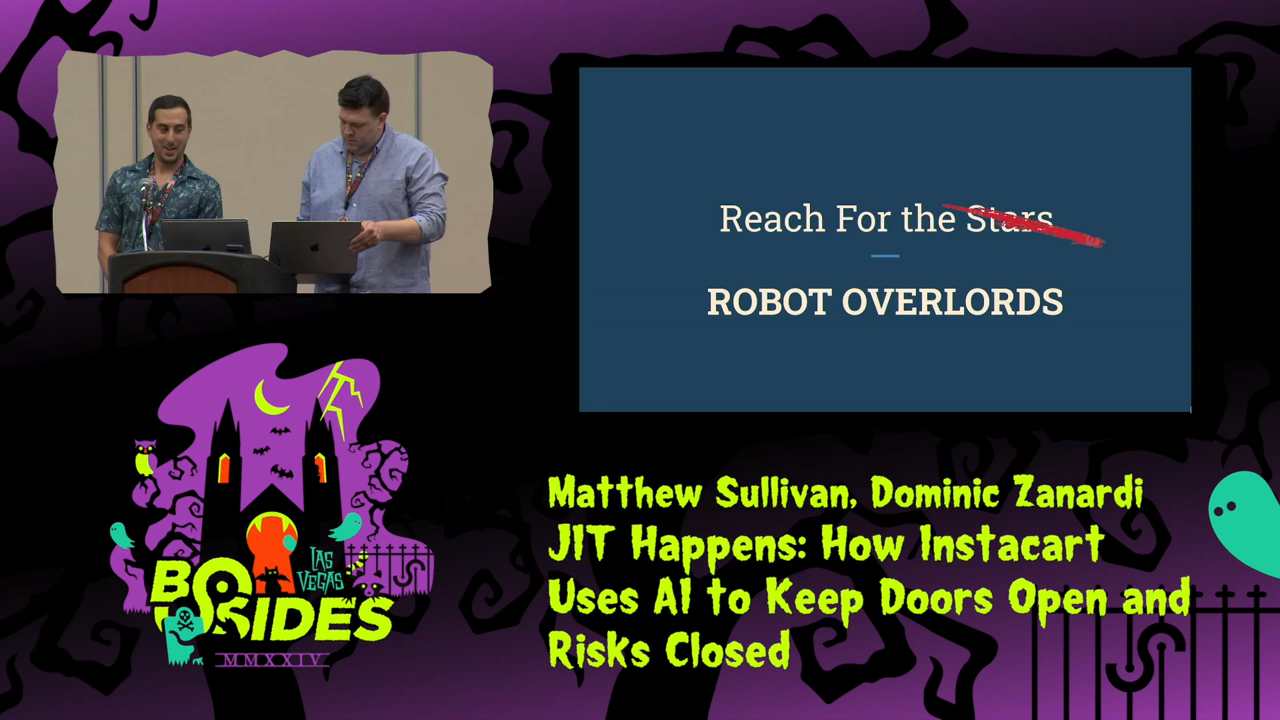 Reach For the Stars
ROBOT OVERLORDS
Matthew Sullivan, Dominic Zanardi
JIT Happens: How Instacart
Uses AI to Keep Doors Open and
Risks Closed
LAS
VEGAS
BSIDES
MMXXIV